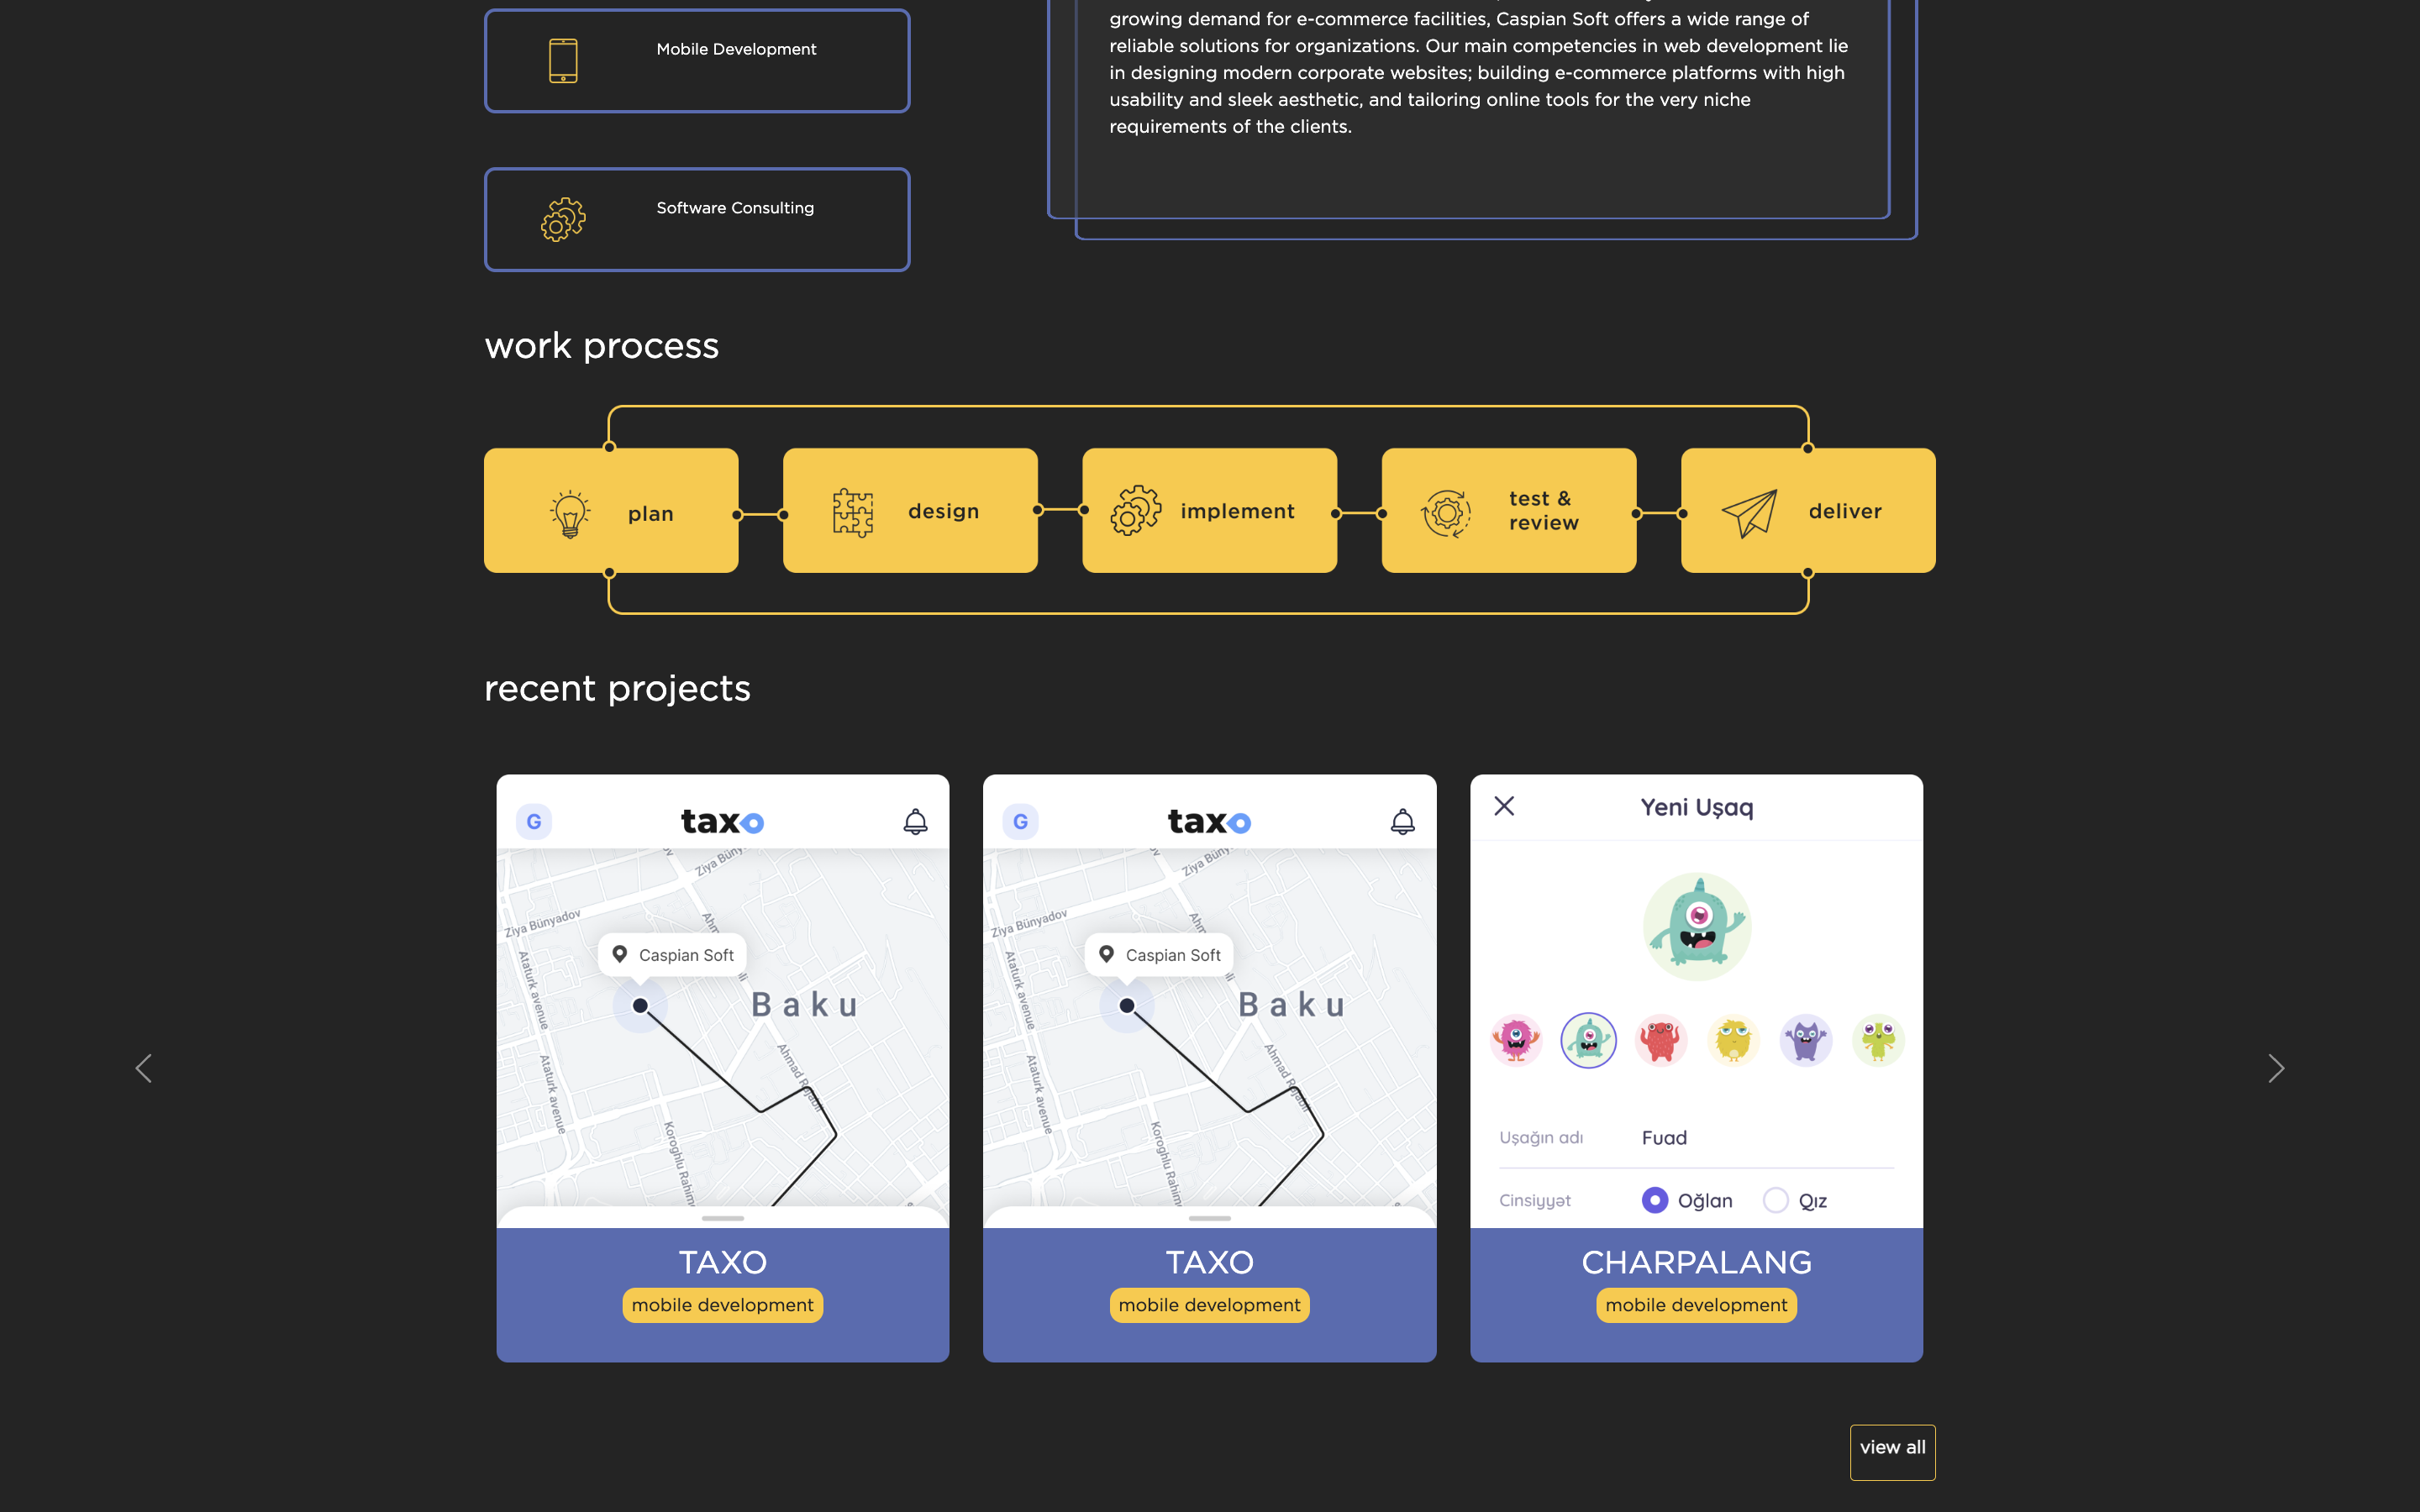 Mobile Development
Software Consulting
growing demand for e-commerce facilities, Caspian Soft offers a wide range of
reliable solutions for organizations. Our main competencies in web development lie
in designing modern corporate websites; building e-commerce platforms with high
usability and sleek aesthetic, and tailoring online tools for the very niche
requirements of the clients.
work process
plan
design
implement
test &
review
deliver
recent projects
G
taxo
Ziya Bünyadov
Caspian Soft
Baku
Ataturk avenue
Ataturk avenue
Ahmad Rajabli
TAXO
mobile development
G
taxo
Ziya Bünyadov
Caspian Soft
Baku
Ataturk avenue
Ataturk avenue
Ahmad Rajabli
TAXO
mobile development
Yeni Uşaq
Uşağın adı Fuad
Cinsiyyət Oğlan Qız
CHARPALANG
mobile development
view all